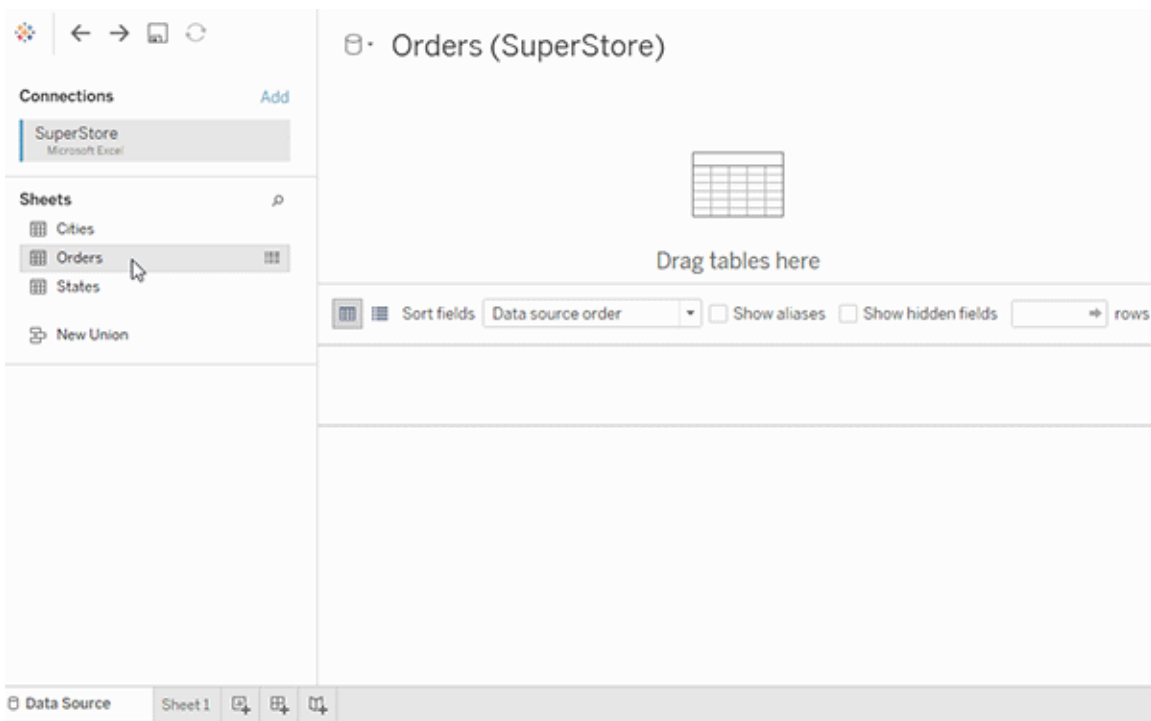 Orders (SuperStore)
Connections
Add
SuperStore
Microsoft Excel
Sheets
Cities
Orders
States
New Union
Drag tables here
Sort fields Data source order Show aliases Show hidden fields rows
Data Source Sheet 1